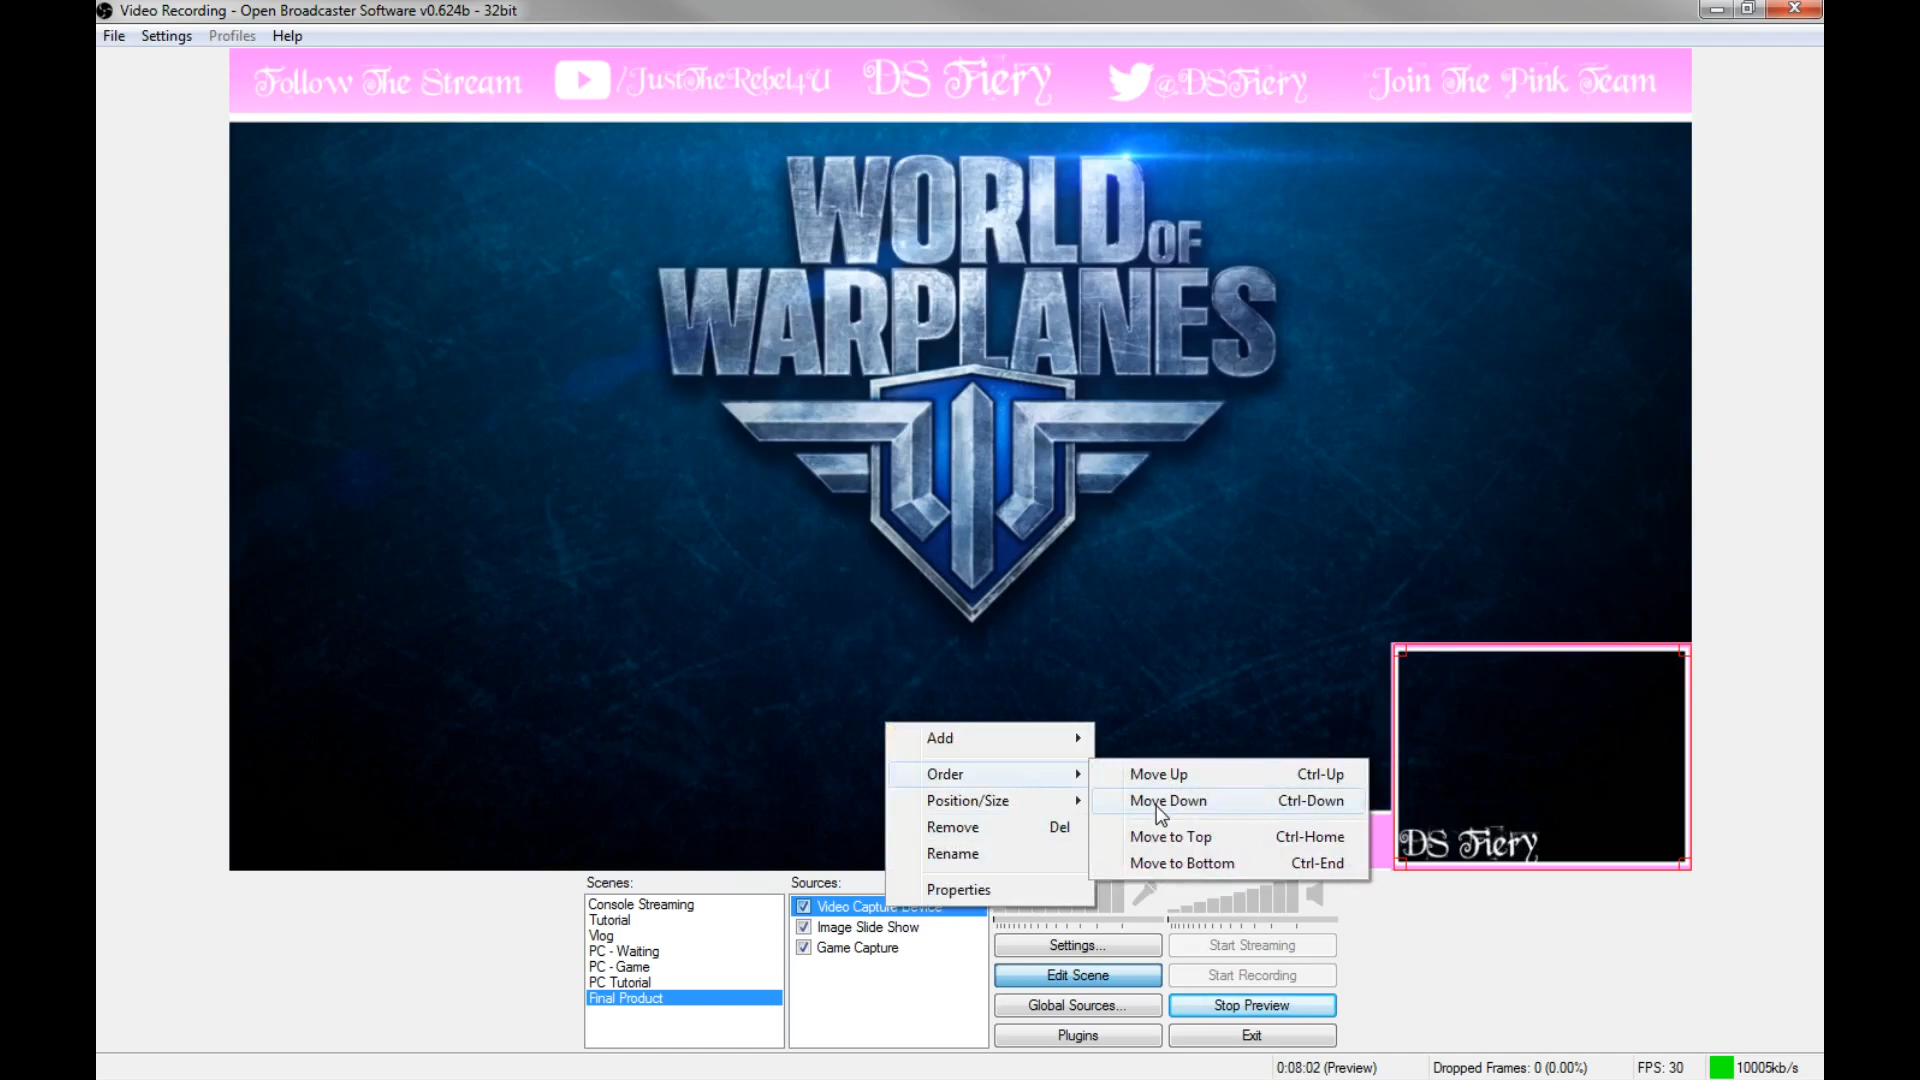 Video Recording - Open Broadcaster Software v0.624b - 32bit
File Settings Profiles Help
Follow The Stream /JustTheRebel4U DS Fiery @DSFiery Join The Pink Team
WORLD OF
WARPLANES
Add
Order
Position/Size
Remove Del
Rename
Properties
Move Up Ctrl-Up
Move Down Ctrl-Down
Move to Top Ctrl-Home
Move to Bottom Ctrl-End
DS Fiery
Scenes:
Console Streaming
Tutorial
Vlog
PC - Waiting
PC - Game
PC Tutorial
Final Product
Sources:
Video Capture Device
Image Slide Show
Game Capture
Settings... Start Streaming
Edit Scene Start Recording
Global Sources... Stop Preview
Plugins Exit
0:08:02 (Preview) Dropped Frames: 0 (0.00%) FPS: 30 10005kb/s